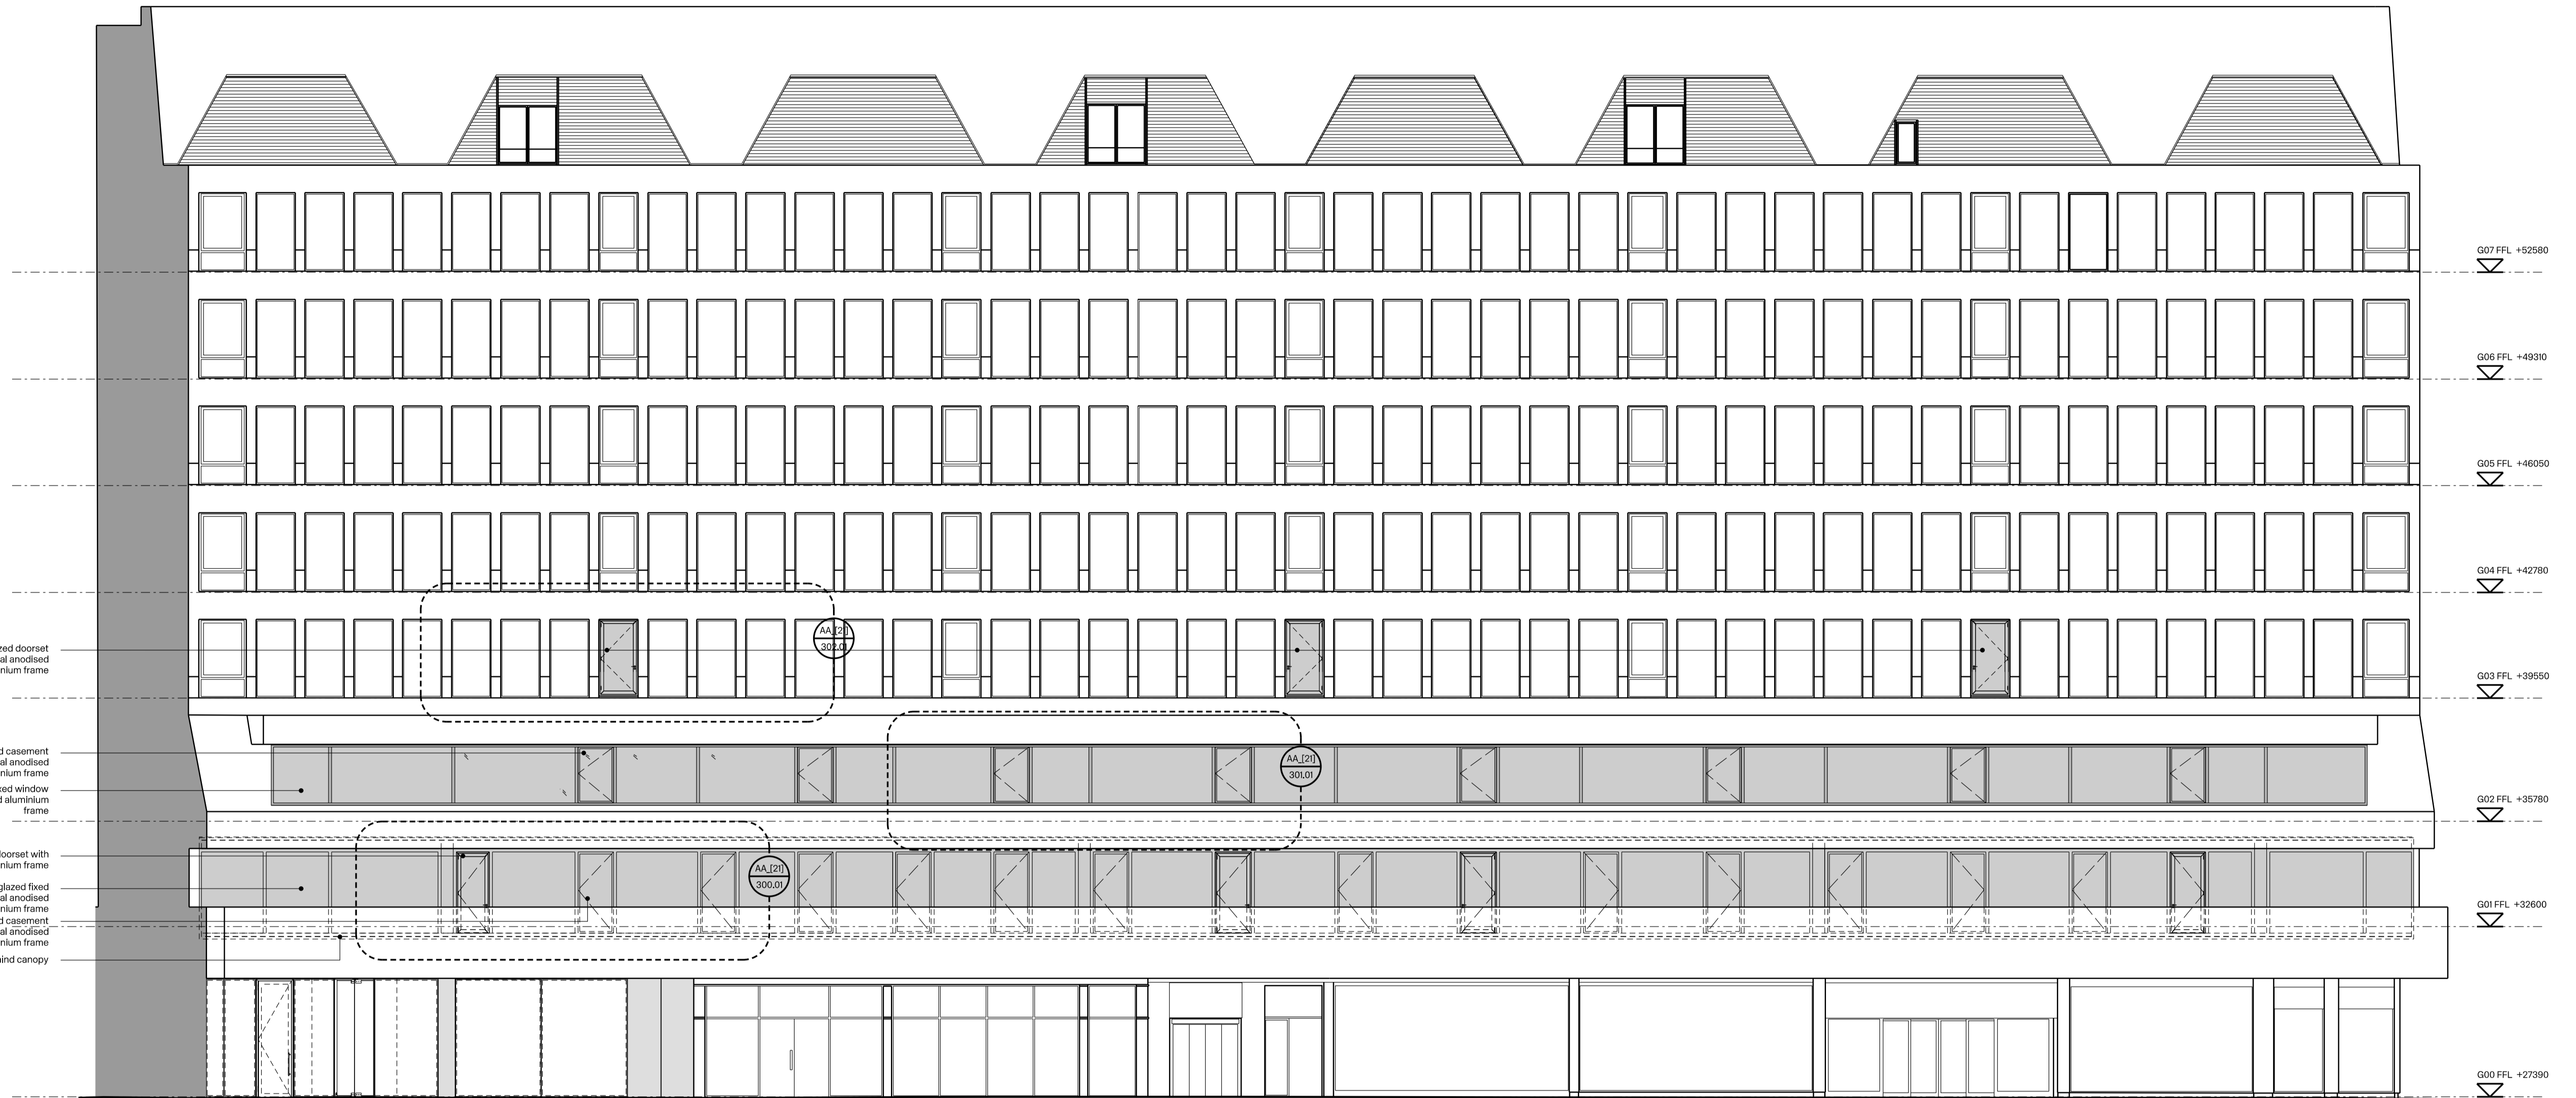 G07 FFL +52580
G06 FFL +49310
G05 FFL +46050
G04 FFL +42780
AA_[21]
302.01
zed doorset
al anodised
nium frame
G03 FFL +39550
d casement
al anodised
nium frame
AA_[21]
301.01
xed window
d aluminium
frame
G02 FFL +35780
doorset with
nium frame
AA_[21]
300.01
glazed fixed
al anodised
nium frame
d casement
al anodised
nium frame
G01 FFL +32600
ind canopy
G00 FFL +27390